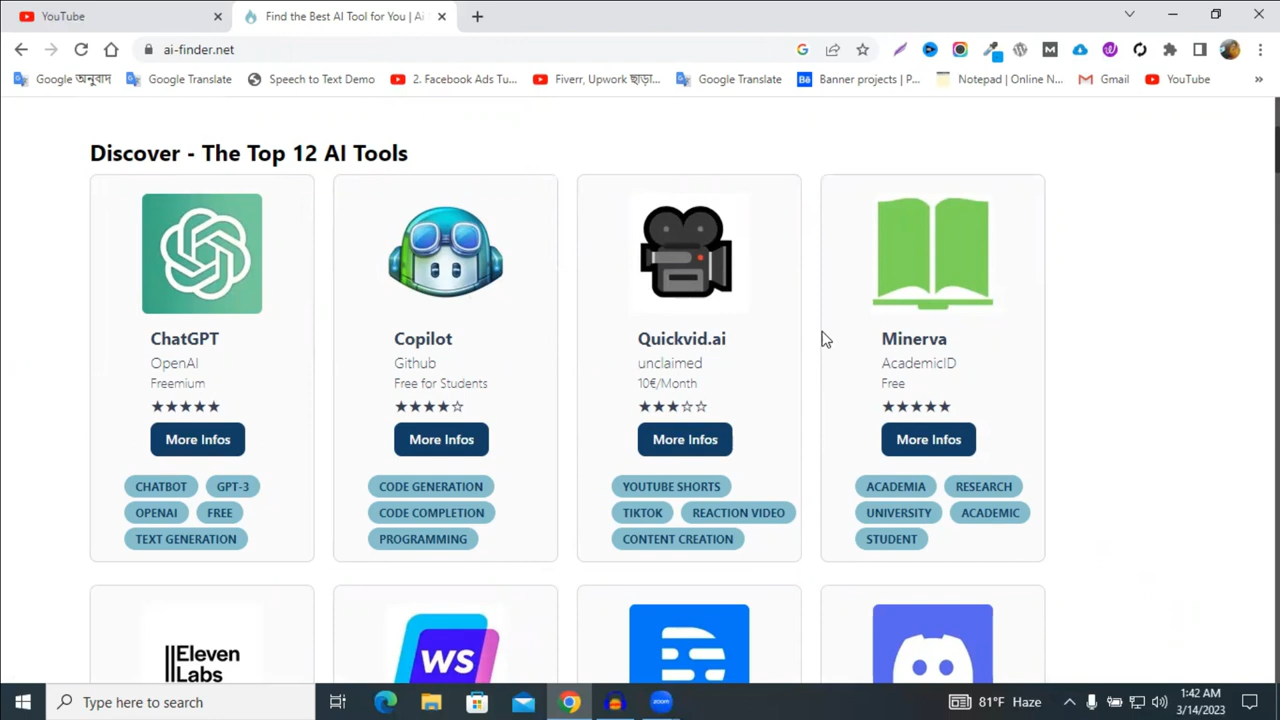 YouTube
Find the Best AI Tool for You | Ai
ai-finder.net
Google অনুবাদ
Google Translate
Speech to Text Demo
2. Facebook Ads Tu...
Fiverr, Upwork ছাড়া...
Google Translate
Bē Banner projects | P...
Notepad | Online N...
Gmail
YouTube
Discover - The Top 12 AI Tools
ChatGPT
OpenAI
Freemium
★★★★★
More Infos
CHATBOT GPT-3
OPENAI FREE
TEXT GENERATION
Copilot
Github
Free for Students
★★★★☆
More Infos
CODE GENERATION
CODE COMPLETION
PROGRAMMING
Quickvid.ai
unclaimed
10€/Month
★★★☆☆
More Infos
YOUTUBE SHORTS
TIKTOK REACTION VIDEO
CONTENT CREATION
Minerva
AcademicID
Free
★★★★★
More Infos
ACADEMIA RESEARCH
UNIVERSITY ACADEMIC
STUDENT
||Eleven
Labs
WS
Type here to search
zoom
81°F Haze
1:42 AM
3/14/2023